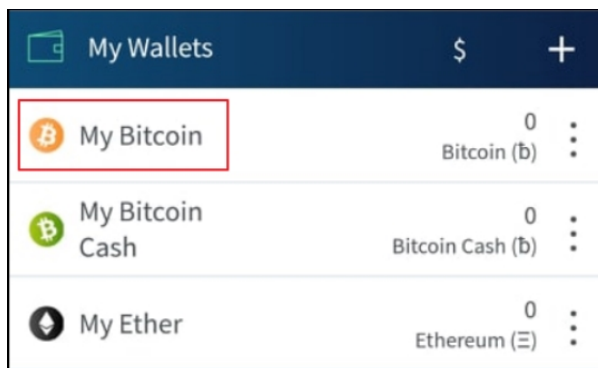 My Wallets $ +
My Bitcoin 0
Bitcoin (ƀ)
My Bitcoin 0
Cash Bitcoin Cash (ƀ)
My Ether 0
Ethereum (Ξ)